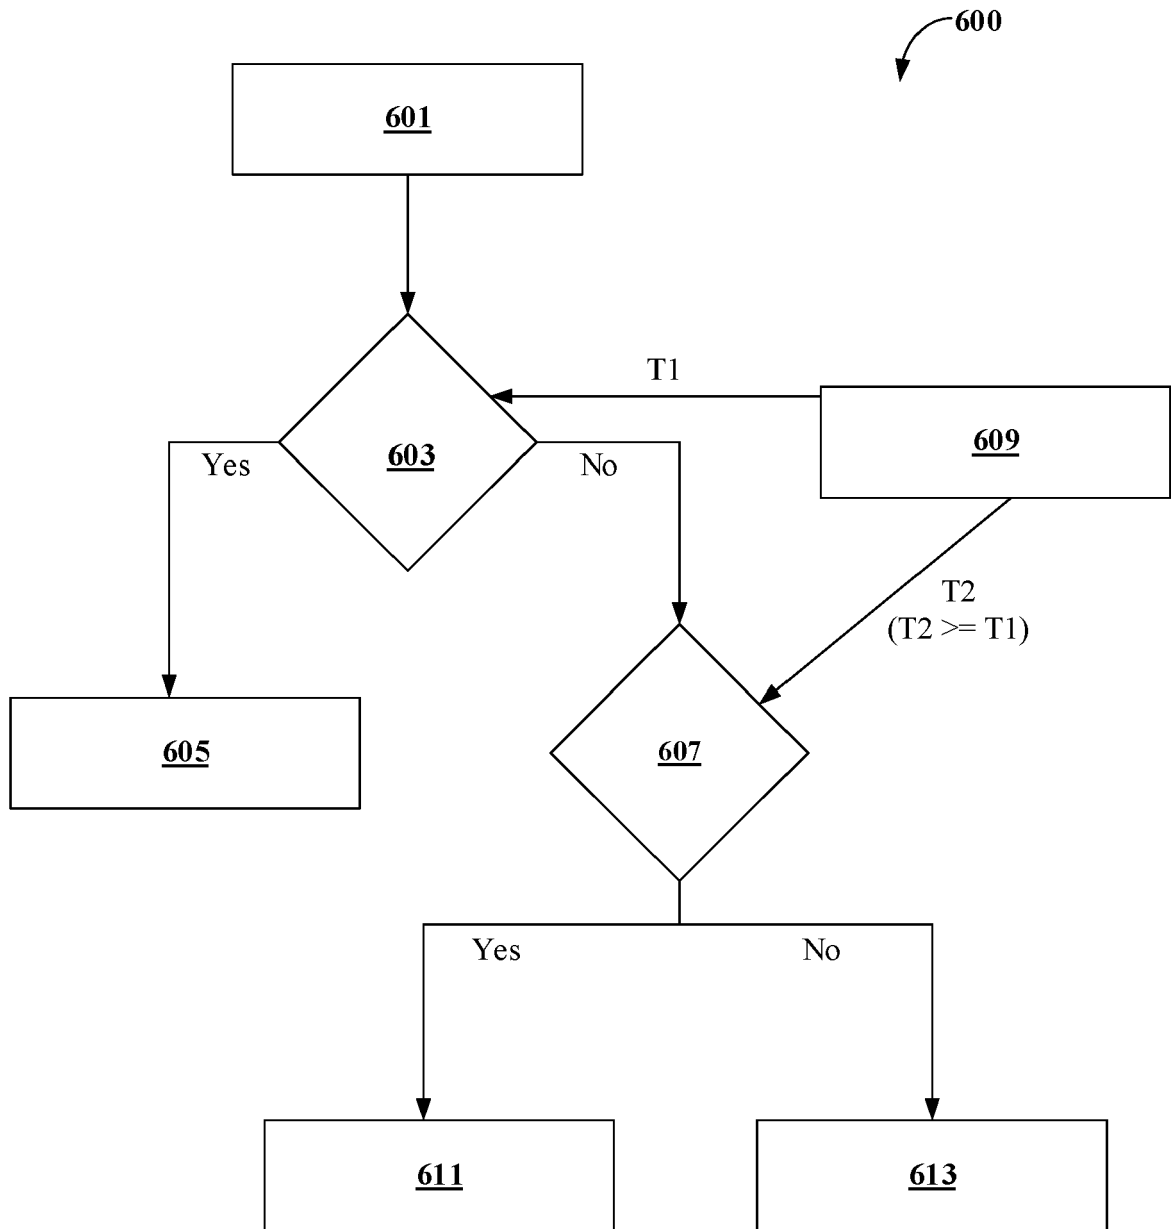 600
601
T1
609
603
Yes
No
T2
(T2 >= T1)
605
607
Yes
No
611
613